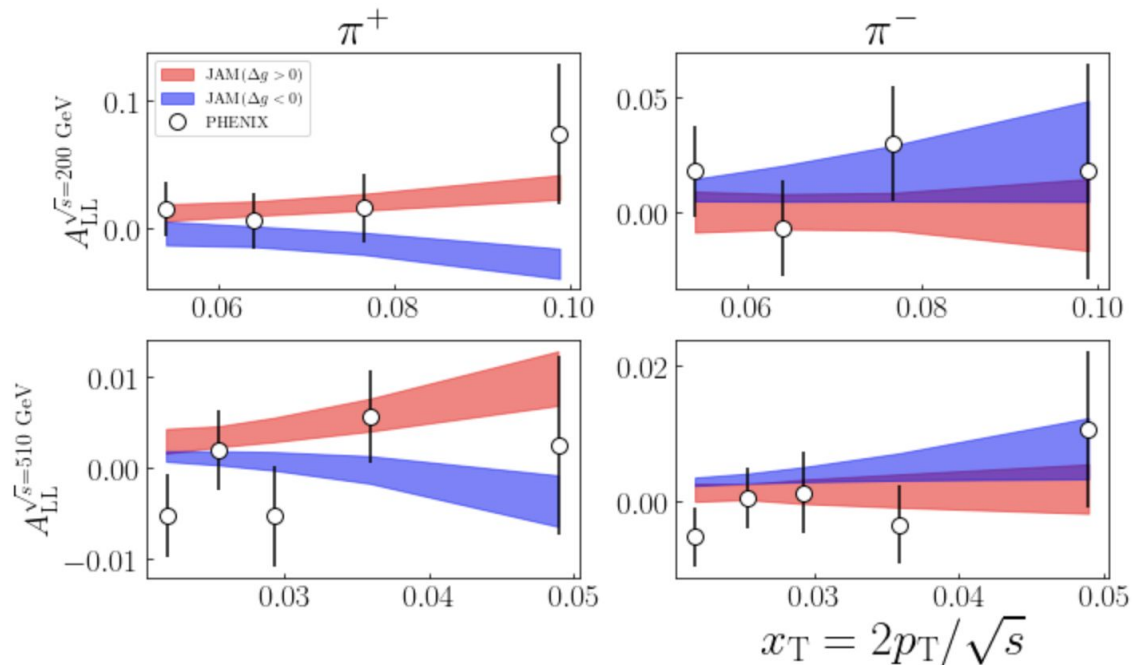 π⁺ π⁻
JAM(Δg > 0)
JAM(Δg < 0)
PHENIX
A_LL^√s=200 GeV
0.1
0.0
0.06 0.08 0.10
0.05
0.00
0.06 0.08 0.10
A_LL^√s=510 GeV
0.01
0.00
−0.01
0.03 0.04 0.05
0.02
0.00
0.03 0.04 0.05
x_T = 2p_T/√s